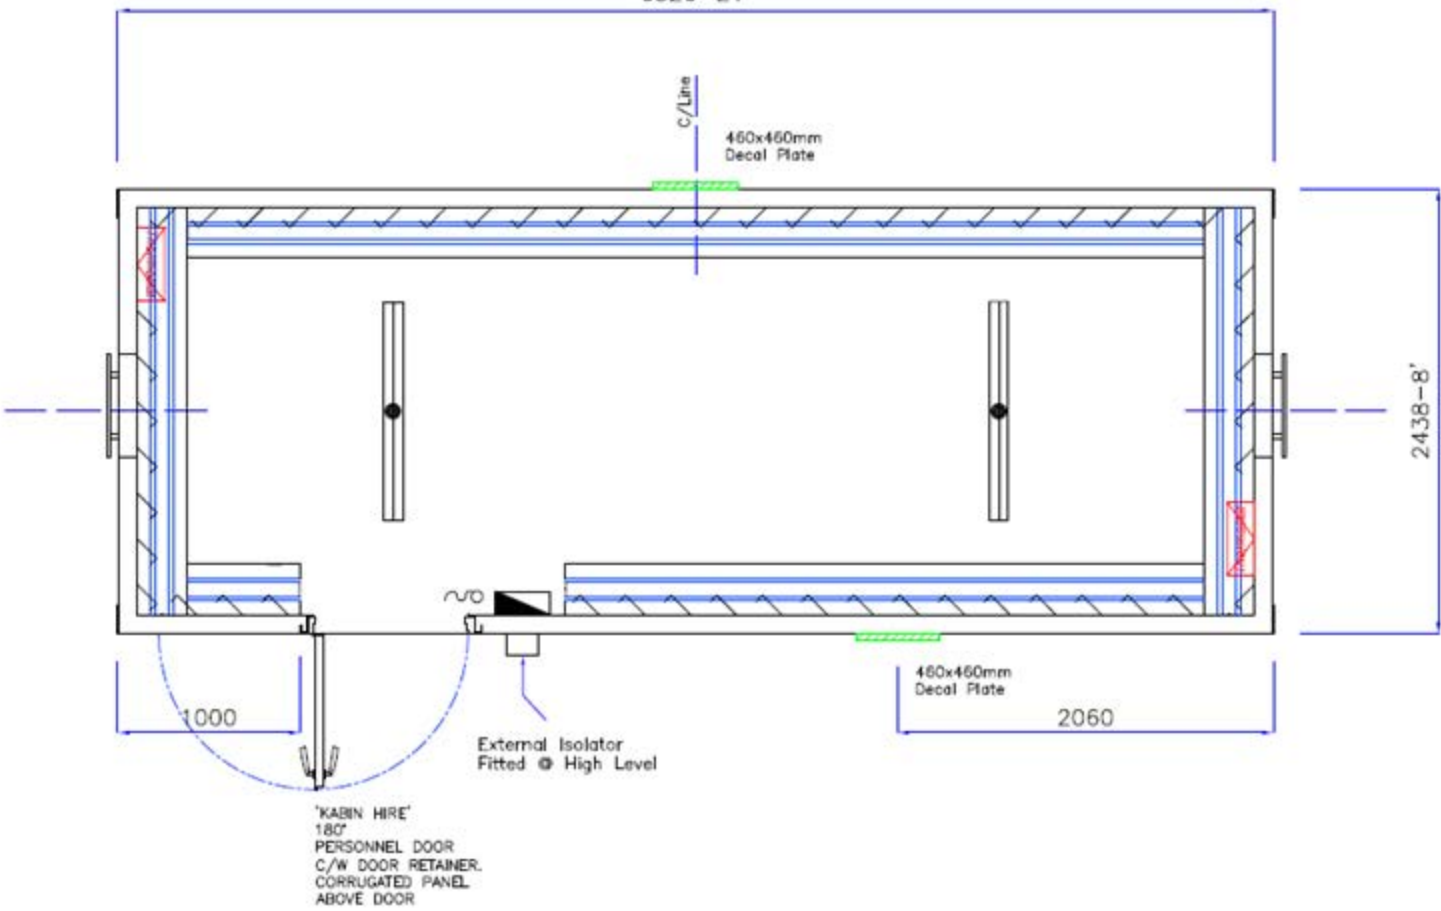 C/Line
460x460mm
Decal Plate
2438-8'
460x460mm
Decal Plate
1000
2060
External Isolator
Fitted @ High Level
'KABIN HIRE'
180°
PERSONNEL DOOR
C/W DOOR RETAINER.
CORRUGATED PANEL
ABOVE DOOR